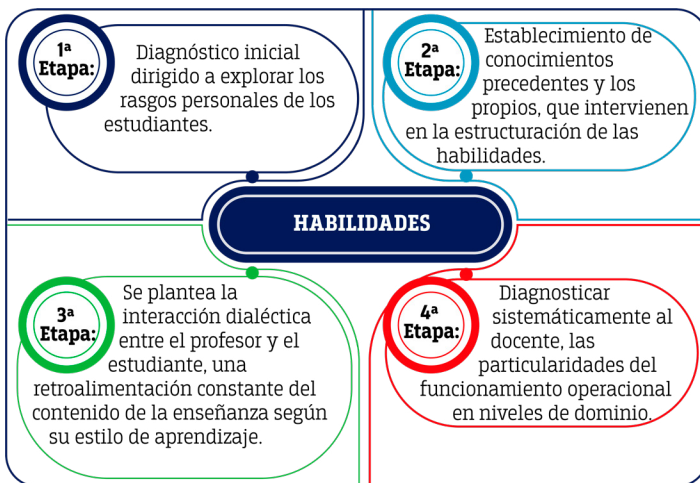 1ª
Etapa:
Diagnóstico inicial
dirigido a explorar los
rasgos personales de los
estudiantes.
2ª
Etapa:
Establecimiento de
conocimientos
precedentes y los
propios, que intervienen
en la estructuración de las
habilidades.
HABILIDADES
3ª
Etapa:
Se plantea la
interacción dialéctica
entre el profesor y el
estudiante, una
retroalimentación constante del
contenido de la enseñanza según
su estilo de aprendizaje.
4ª
Etapa:
Diagnosticar
sistemáticamente al
docente, las
particularidades del
funcionamiento operacional
en niveles de dominio.